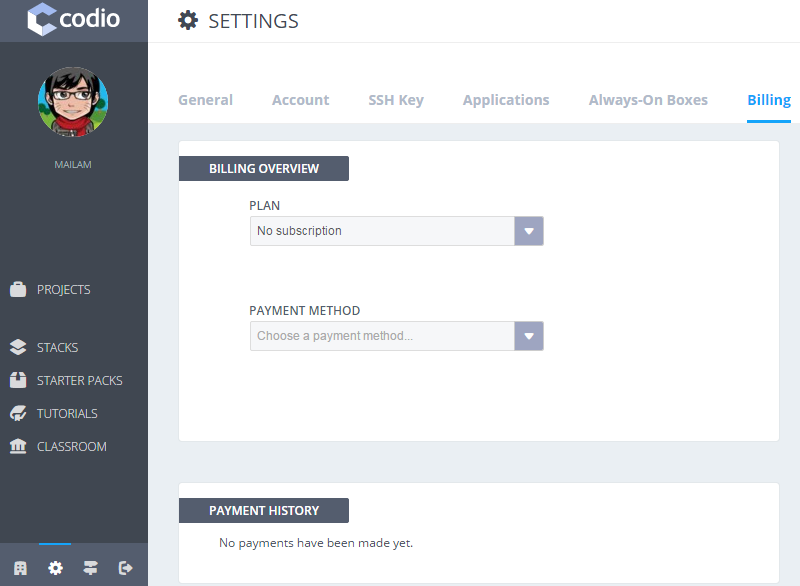 codio
SETTINGS
General Account SSH Key Applications Always-On Boxes Billing
MAILAM
PROJECTS
STACKS
STARTER PACKS
TUTORIALS
CLASSROOM
BILLING OVERVIEW
PLAN
No subscription
PAYMENT METHOD
Choose a payment method...
PAYMENT HISTORY
No payments have been made yet.